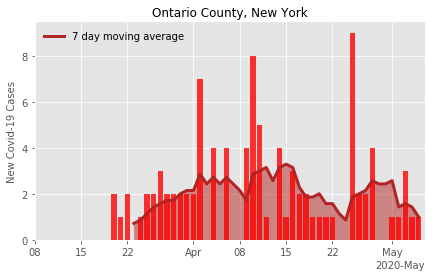 Ontario County, New York
7 day moving average
New Covid-19 Cases
8
6
4
2
0
08 15 22 Apr 08 15 22 May
2020-May